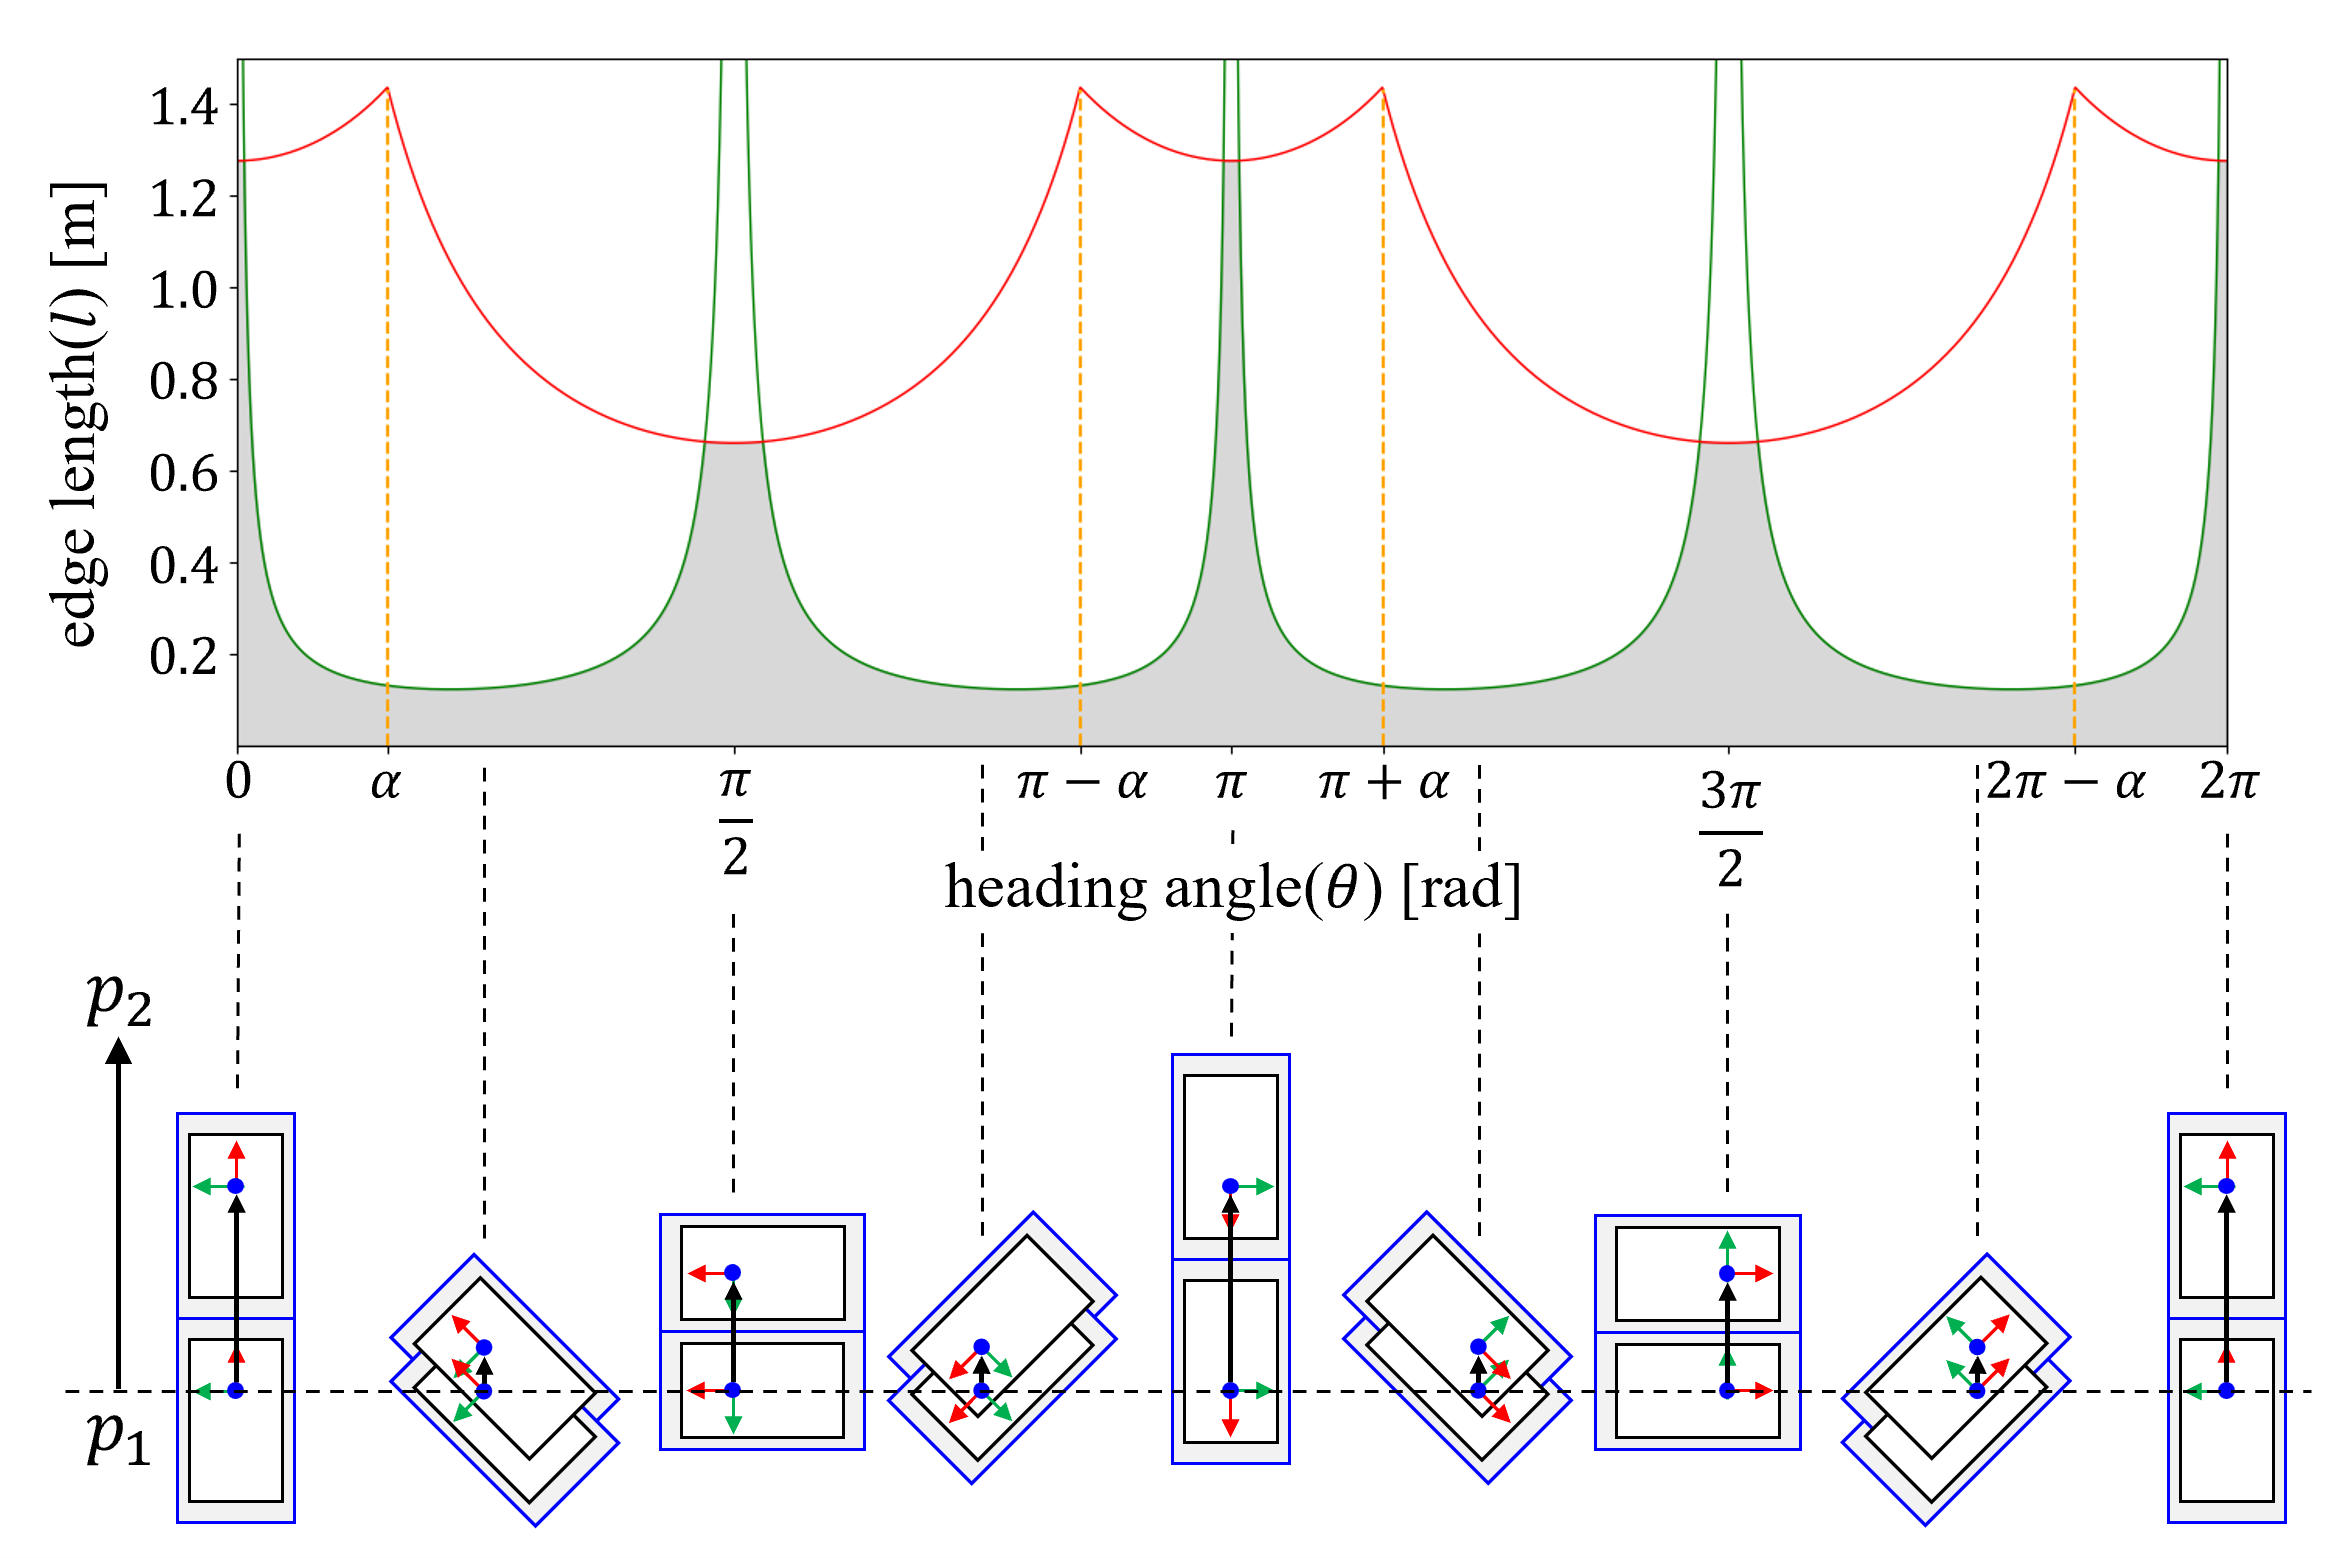 edge length(l) [m]
1.4
1.2
1.0
0.8
0.6
0.4
0.2
0 α π/2 π − α π π + α 3π/2 2π − α 2π
heading angle(θ) [rad]
p₂
p₁